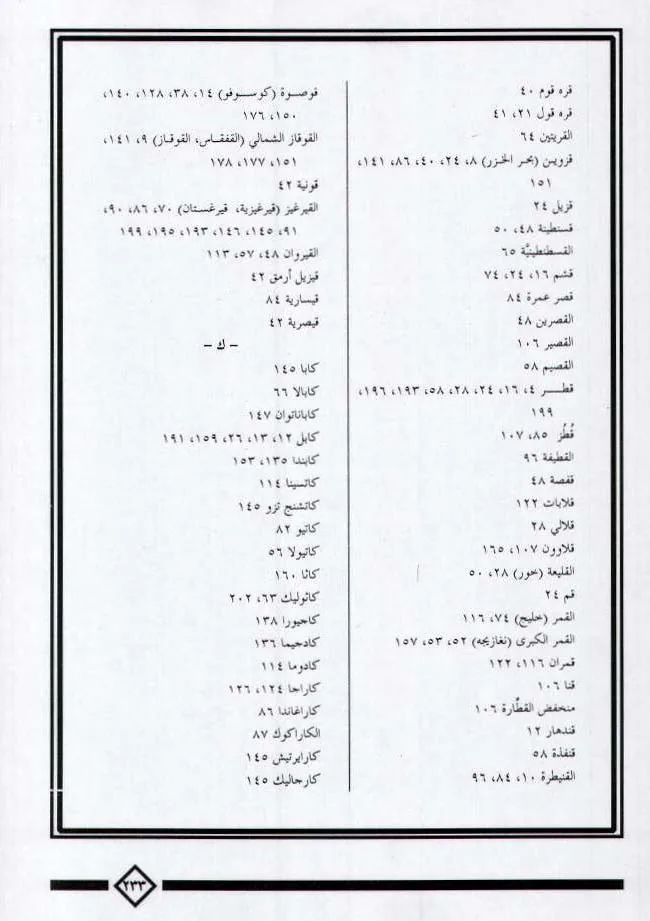 قره قوم ٤٠
قره قول ٢١، ٤١
القريتين ٦٤
قزوين (بحر الخزر) ٨، ٢٤، ٤٠، ٨٦، ١٤١،
١٥١
قزيل ٢٤
قسنطينة ٤٨، ٥٠
القسطنطينيَّة ٦٥
قشم ١٦، ٢٤، ٧٤
قصر عمرة ٨٤
القصرين ٤٨
القصير ١٠٦
القصيم ٥٨
قطـــر ٤، ١٦، ٢٤، ٢٨، ٥٨، ١٩٣، ١٩٦،
١٩٩
قُطُز ٨٥، ١٠٧
القطيفة ٩٦
قفصة ٤٨
قلابات ١٢٢
قلالي ٢٨
قلاوون ١٠٧، ١٦٥
القليعة (خور) ٢٨، ٥٠
قم ٢٤
القمر (خليج) ٧٤، ١١٦
القمر الكبرى (نغازيجه) ٥٢، ٥٣، ١٥٧
قمران ١١٦، ١٢٢
قنا ١٠٦
منخفض القطَّارة ١٠٦
قندهار ١٢
قنفذة ٥٨
القنيطرة ١٠، ٨٤، ٩٦
قوصـوة (كوسـوفو) ١٤، ٣٨، ١٢٨، ١٤٠،
١٥٠، ١٧٦
القوقاز الشمالي (القفقـاس، القوقـاز) ٩، ١٤١،
١٥١، ١٧٧، ١٧٨
قونية ٤٢
القيرغيز (قيرغيزية، قيرغسـتان) ٧٠، ٨٦، ٩٠،
٩١، ١٤٥، ١٤٦، ١٩٣، ١٩٥، ١٩٩
القيروان ٤٨، ٥٧، ١١٣
قيزيل أرمق ٤٢
قيسارية ٨٤
قيصرية ٤٢
- ك -
كابا ١٤٥
كابالا ٦٦
كاباناتوان ١٤٧
كابل ١٢، ١٣، ٢٦، ١٥٩، ١٩١
كابندا ١٣٥، ١٥٣
كاتسينا ١١٤
كاتشنج تزو ١٤٥
كاتيو ٨٢
كاتيولا ٥٦
كاثا ١٦٠
كاثوليك ٦٣، ٢٠٢
كاجيورا ١٣٨
كادجيما ١٣٦
كادوما ١١٤
كاراجا ١٢٤، ١٢٦
كاراغاندا ٨٦
الكاراكوك ٨٧
كارايرتيش ١٤٥
كارجاليك ١٤٥
٢٣٣